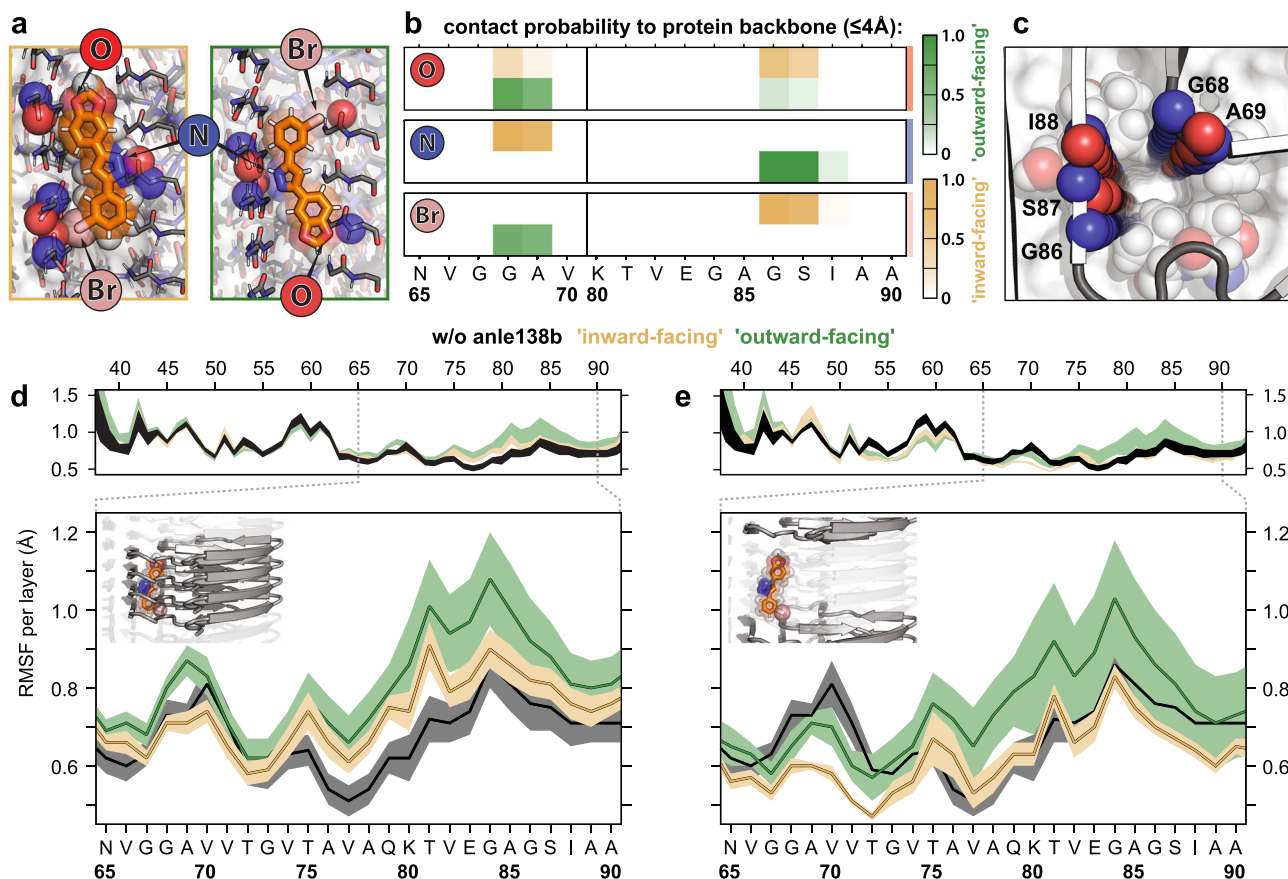 a
O
Br
N
Br
O
b
contact probability to protein backbone (≤4Å):
O
N
Br
N V G G A V K T V E G A G S I A A
65 70 80 85 90
1.0
0.5
0
'outward-facing'
1.0
0.5
0
'inward-facing'
c
G68
A69
I88
S87
G86
w/o anle138b 'inward-facing' 'outward-facing'
d
40 45 50 55 60 65 70 75 80 85 90
1.5
1.0
0.5
RMSF per layer (Å)
1.2
1.0
0.8
0.6
N V G G A V V T G V T A V A Q K T V E G A G S I A A
65 70 75 80 85 90
e
40 45 50 55 60 65 70 75 80 85 90
1.5
1.0
0.5
1.2
1.0
0.8
0.6
N V G G A V V T G V T A V A Q K T V E G A G S I A A
65 70 75 80 85 90